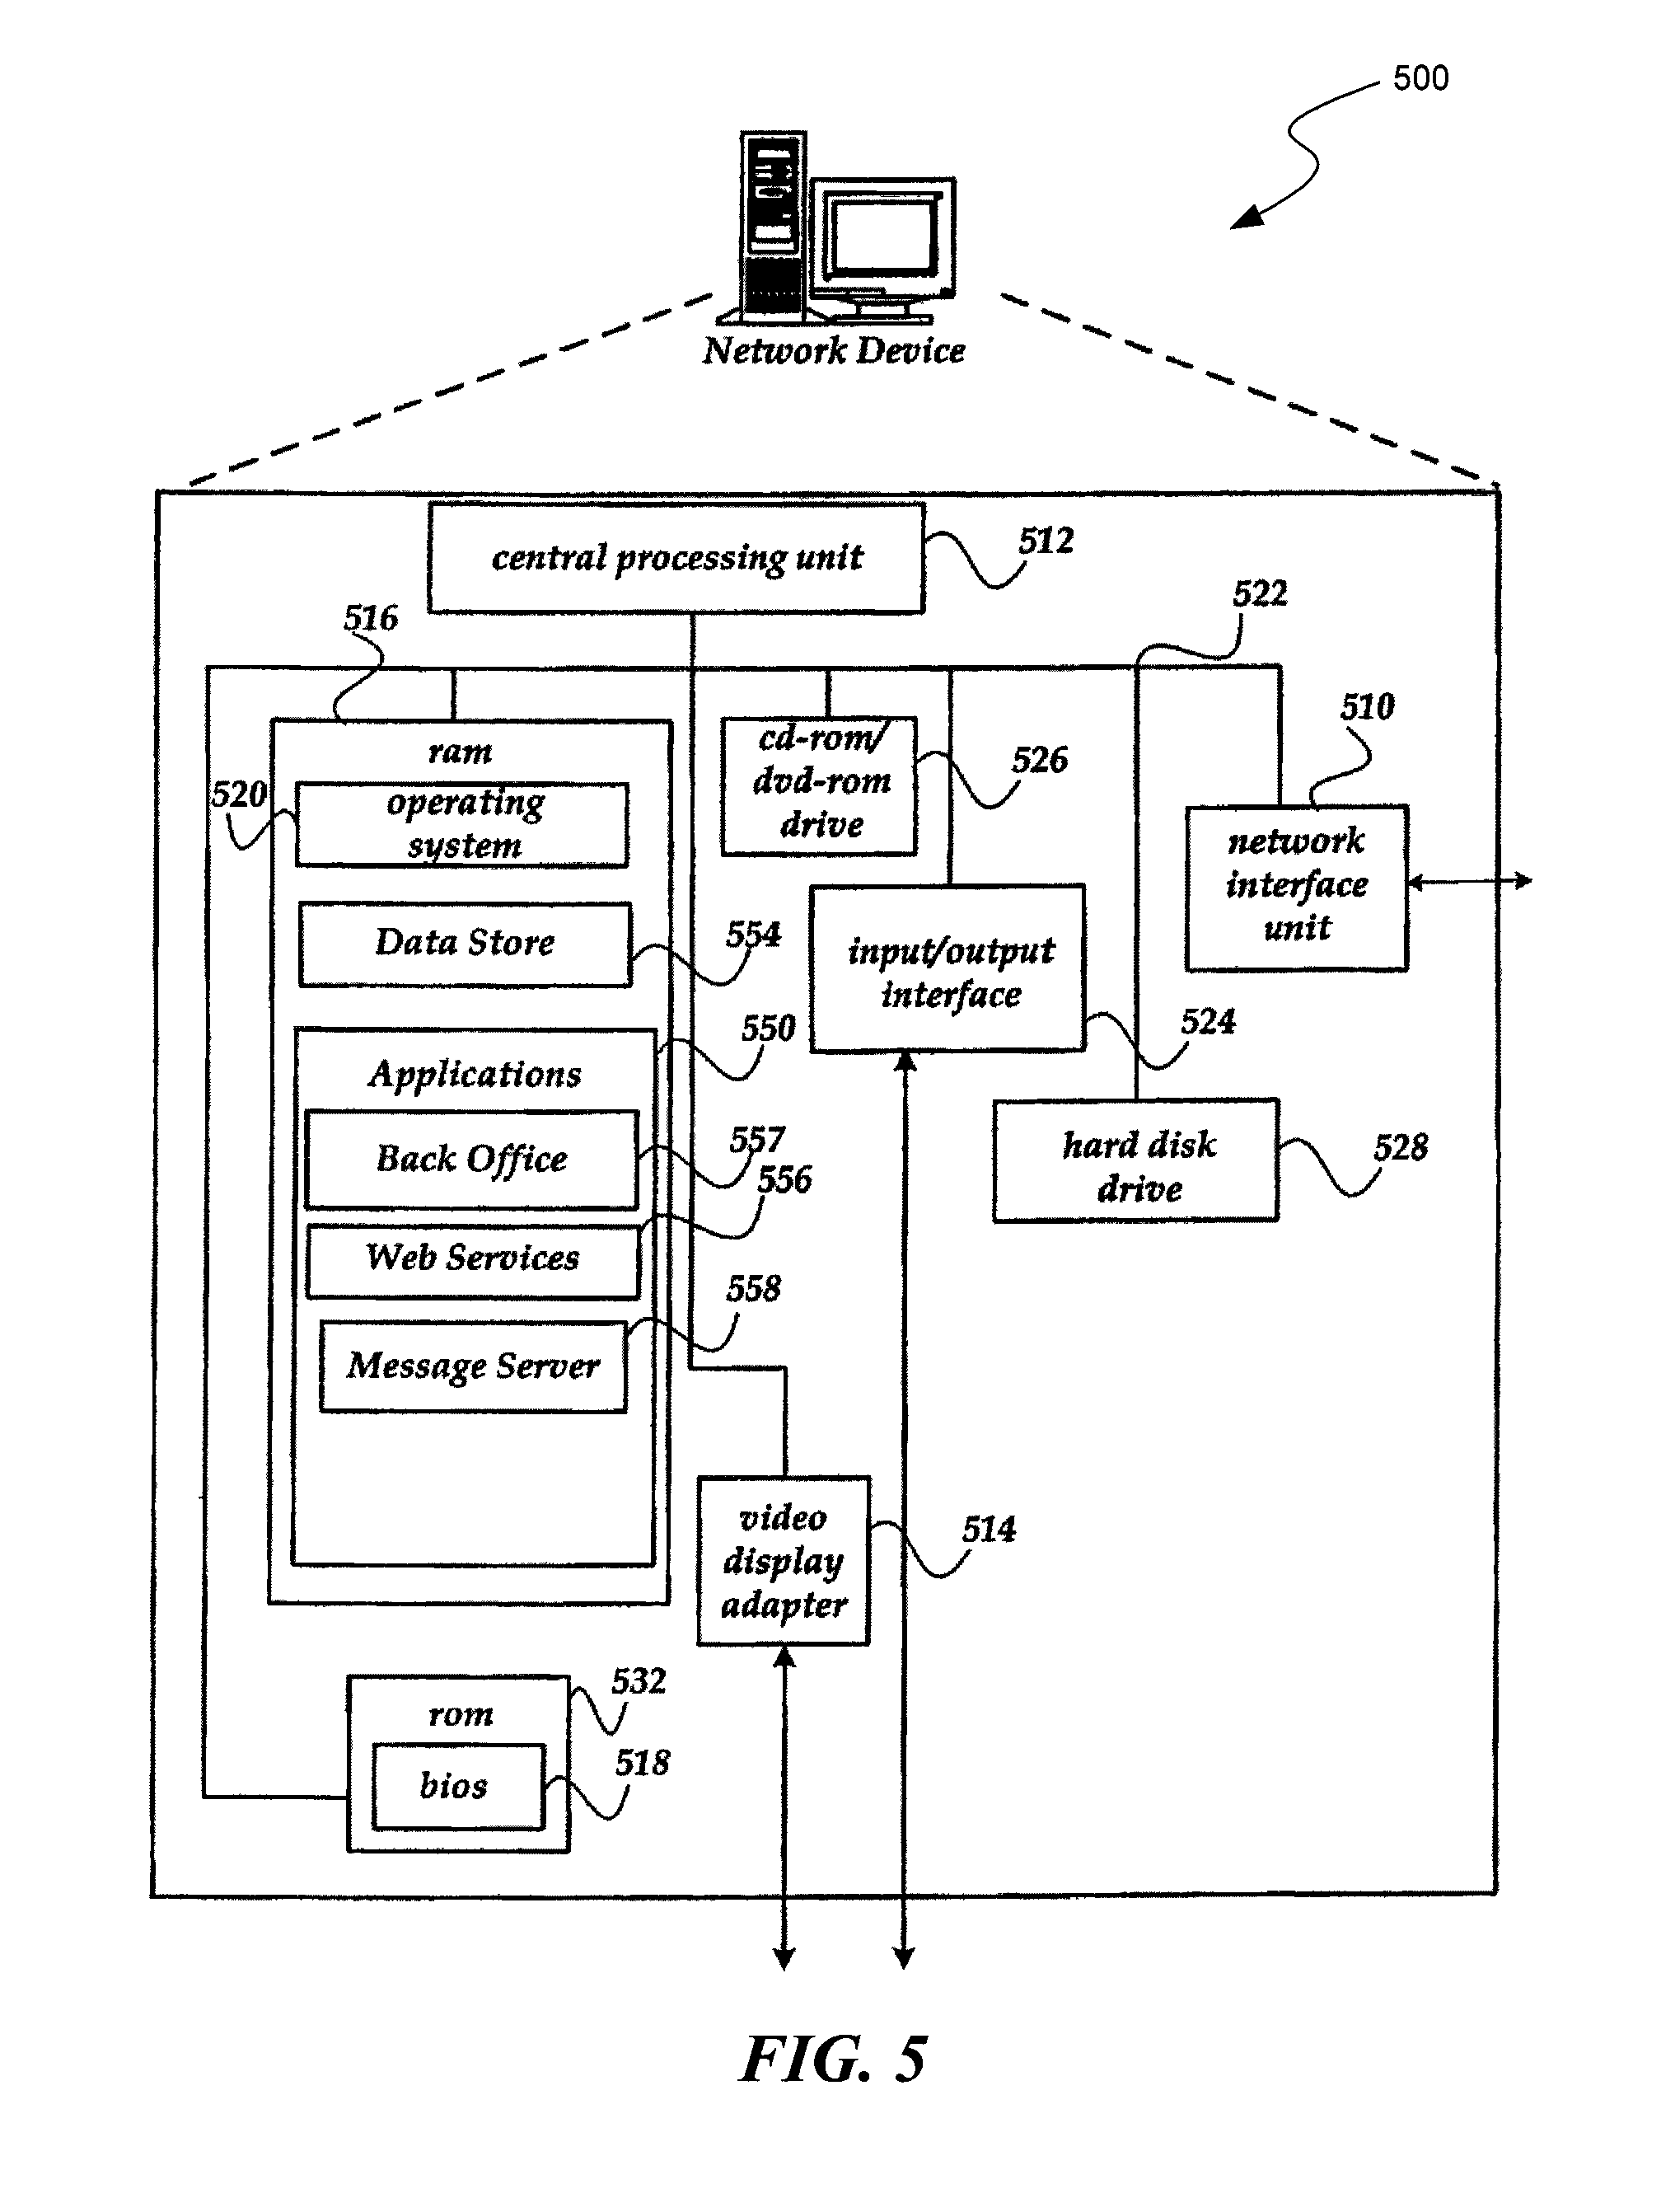 500
Network Device
central processing unit
512
522
516
510
ram
cd-rom/
dvd-rom
drive
526
520
operating
system
network
interface
unit
Data Store
554
input/output
interface
524
550
Applications
Back Office
557
556
hard disk
drive
528
Web Services
558
Message Server
video
display
adapter
514
532
rom
518
bios
FIG. 5